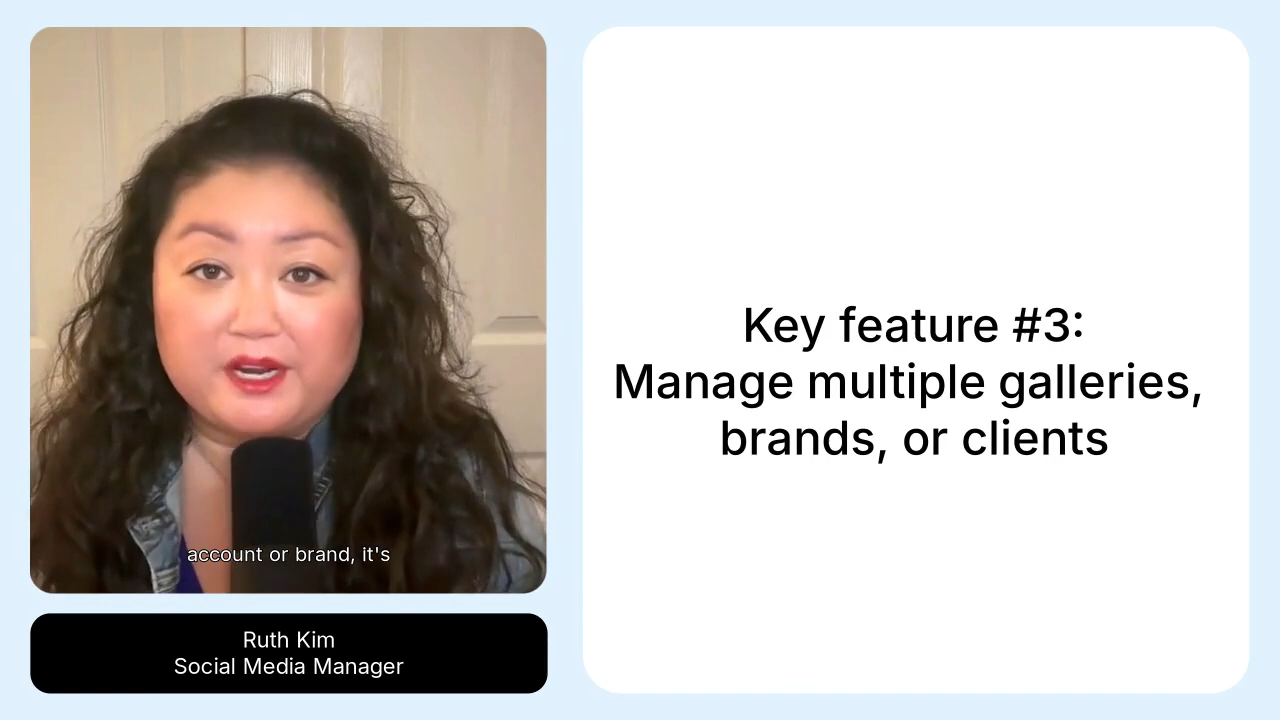 account or brand, it's
Ruth Kim
Social Media Manager
Key feature #3:
Manage multiple galleries,
brands, or clients